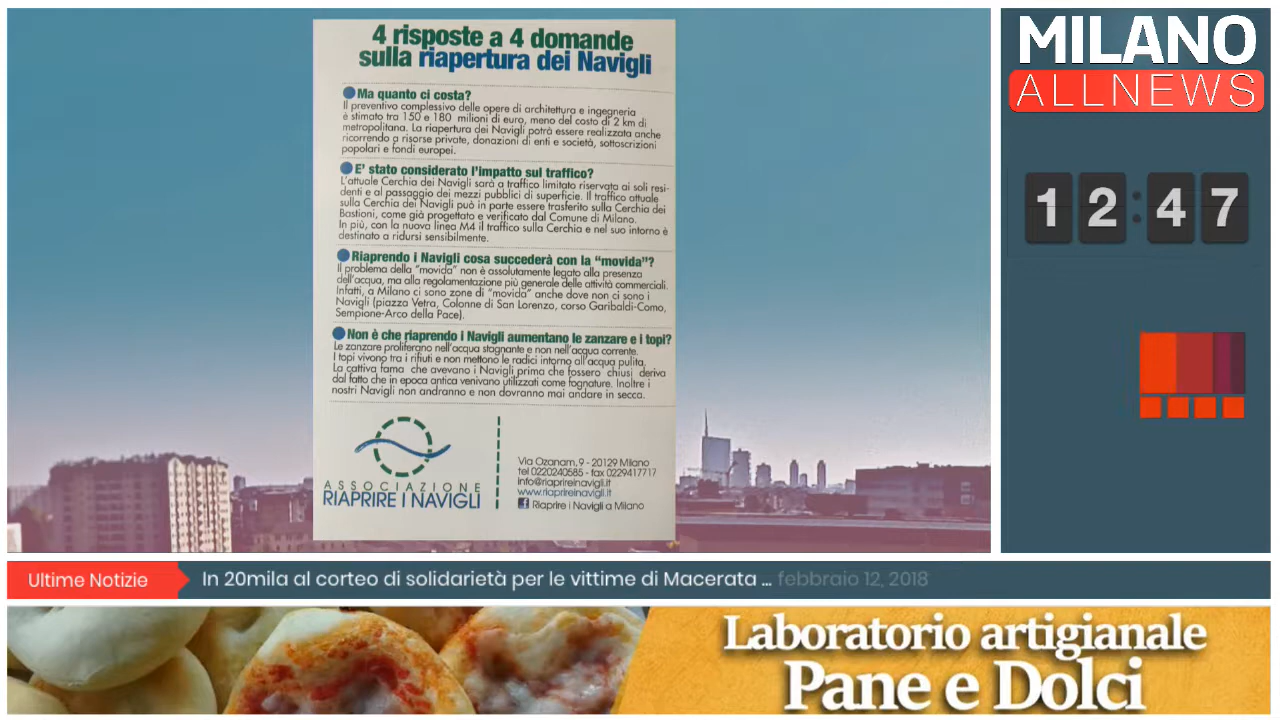 4 risposte a 4 domande
sulla riapertura dei Navigli
Ma quanto ci costa?
Il preventivo complessivo delle opere di architettura e ingegneria
è stimato tra 150 e 180 milioni di euro, meno del costo di 2 km di
metropolitana. La riapertura dei Navigli potrà essere realizzata anche
ricorrendo a risorse private, donazioni di enti e società, sottoscrizioni
popolari e fondi europei.
E' stato considerato l'impatto sul traffico?
L'attuale Cerchia dei Navigli sarà a traffico limitato riservata ai soli resi-
denti e al passaggio dei mezzi pubblici di superficie. Il traffico attuale
sulla Cerchia dei Navigli può in parte essere trasferito sulla Cerchia dei
Bastioni, come già progettato e verificato dal Comune di Milano.
In più, con la nuova linea M4 il traffico sulla Cerchia e nel suo intorno è
destinato a ridursi sensibilmente.
Riaprendo i Navigli cosa succederà con la "movida"?
Il problema della "movida" non è assolutamente legato alla presenza
dell'acqua, ma alla regolamentazione più generale delle attività commerciali.
Infatti, a Milano ci sono zone di "movida" anche dove non ci sono i
Navigli (piazza Vetra, Colonne di San Lorenzo, corso Garibaldi-Como,
Sempione-Arco della Pace).
Non è che riaprendo i Navigli aumentano le zanzare e i topi?
Le zanzare proliferano nell'acqua stagnante e non nell'acqua corrente.
I topi vivono tra i rifiuti e non mettono le radici intorno all'acqua pulita.
La cattiva fama che avevano i Navigli prima che fossero chiusi deriva
dal fatto che in epoca antica venivano utilizzati come fognature. Inoltre i
nostri Navigli non andranno e non dovranno mai andare in secca.
ASSOCIAZIONE
RIAPRIRE I NAVIGLI
Via Ozanam,9 - 20129 Milano
tel 0220240585 - fax 0229417717
info@riaprireinavigli.it
www.riaprireinavigli.it
Riaprire i Navigli a Milano
MILANO
ALLNEWS
12:47
Ultime Notizie
In 20mila al corteo di solidarietà per le vittime di Macerata ... febbraio 12, 2018
Laboratorio artigianale
Pane e Dolci